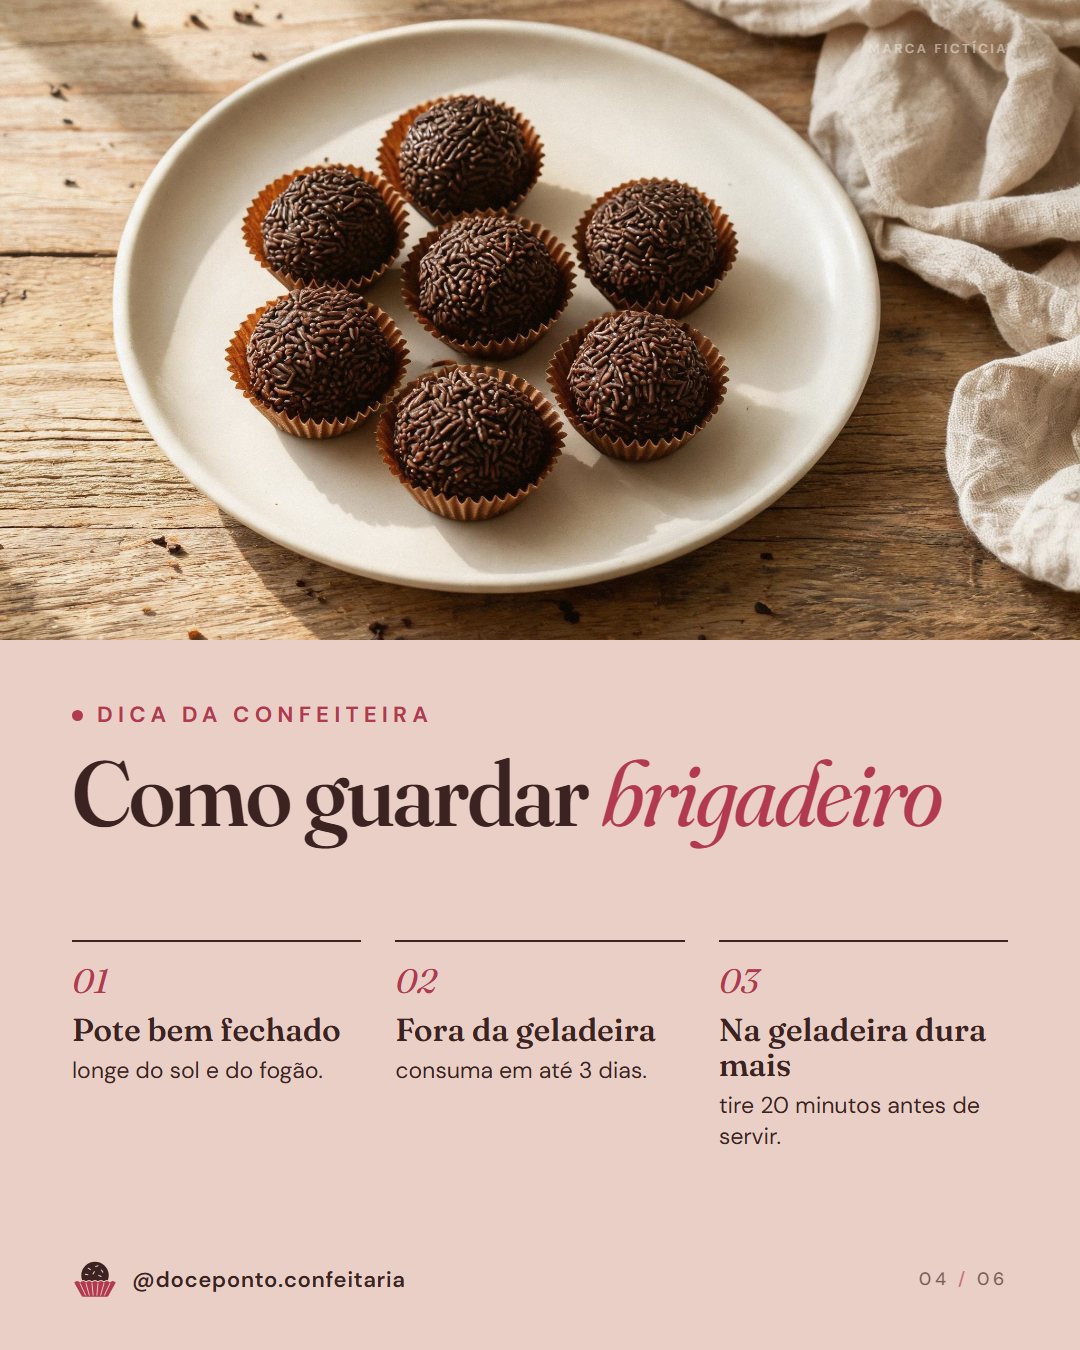 MARCA FICTÍCIA
DICA DA CONFEITEIRA
Como guardar brigadeiro
01
Pote bem fechado
longe do sol e do fogão.
02
Fora da geladeira
consuma em até 3 dias.
03
Na geladeira dura
mais
tire 20 minutos antes de
servir.
@doceponto.confeitaria
04 / 06